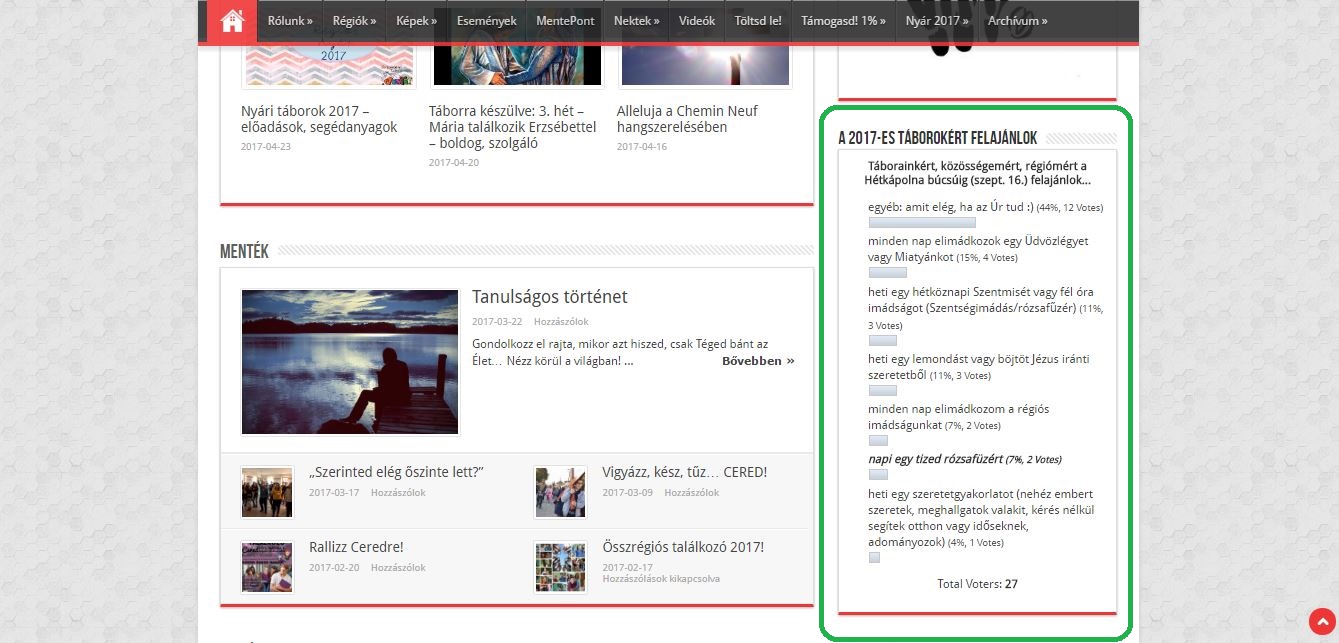 Rólunk » Régiók » Képek » Események MentePont Nektek » Videók Töltsd le! Támogasd! 1% » Nyár 2017 » Archívum »
2017
Nyári táborok 2017 –
előadások, segédanyagok
2017-04-23
Táborra készülve: 3. hét –
Mária találkozik Erzsébettel
– boldog, szolgáló
2017-04-20
Alleluja a Chemin Neuf
hangszerelésében
2017-04-16
MENTÉK
Tanulságos történet
2017-03-22 Hozzászólok
Gondolkozz el rajta, mikor azt hiszed, csak Téged bánt az
Élet… Nézz körül a világban! ...
Bővebben »
„Szerinted elég őszinte lett?”
2017-03-17 Hozzászólok
Vigyázz, kész, tűz… CERED!
2017-03-09 Hozzászólok
Rallizz Ceredre!
2017-02-20 Hozzászólok
Összrégiós találkozó 2017!
2017-02-17
Hozzászólások kikapcsolva
A 2017-ES TÁBOROKÉRT FELAJÁNLOK
Táborainkért, közösségemért, régiómért a
Hétkápolna búcsúig (szept. 16.) felajánlok...
egyéb: amit elég, ha az Úr tud :) (44%, 12 Votes)
minden nap elimádkozok egy Üdvözlégyet
vagy Miatyánkot (15%, 4 Votes)
heti egy hétköznapi Szentmisét vagy fél óra
imádságot (Szentségimádás/rózsafűzér) (11%,
3 Votes)
heti egy lemondást vagy böjtöt Jézus iránti
szeretetből (11%, 3 Votes)
minden nap elimádkozom a régiós
imádságunkat (7%, 2 Votes)
napi egy tized rózsafüzért (7%, 2 Votes)
heti egy szeretetgyakorlatot (nehéz embert
szeretek, meghallgatok valakit, kérés nélkül
segítek otthon vagy időseknek,
adományozok) (4%, 1 Votes)
Total Voters: 27